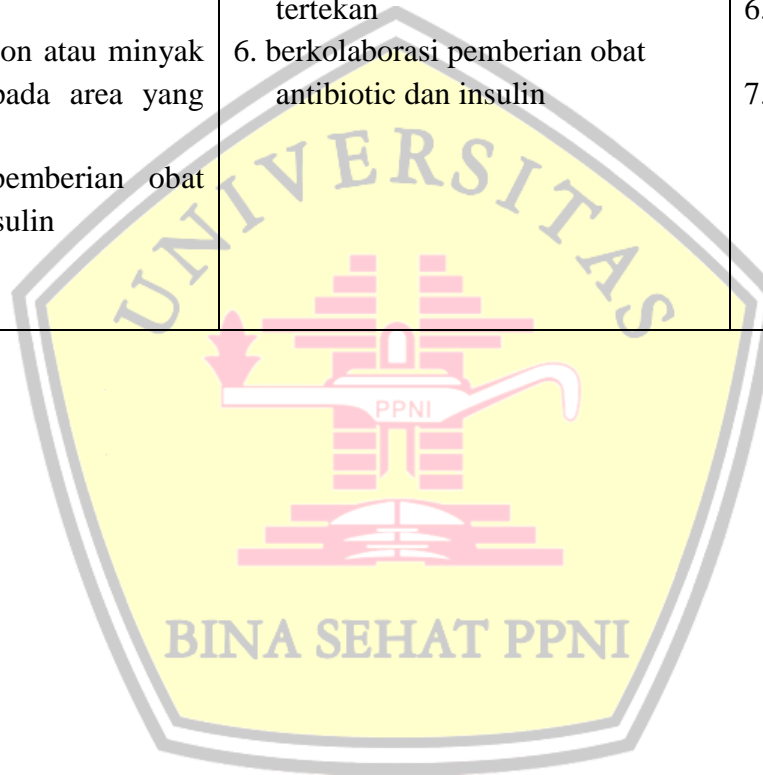 on atau minyak
pada area yang
pemberian obat
sulin
tertekan
6. berkolaborasi pemberian obat
antibiotic dan insulin
6.
7.
UNIVERSITAS
PPNI
BINA SEHAT PPNI